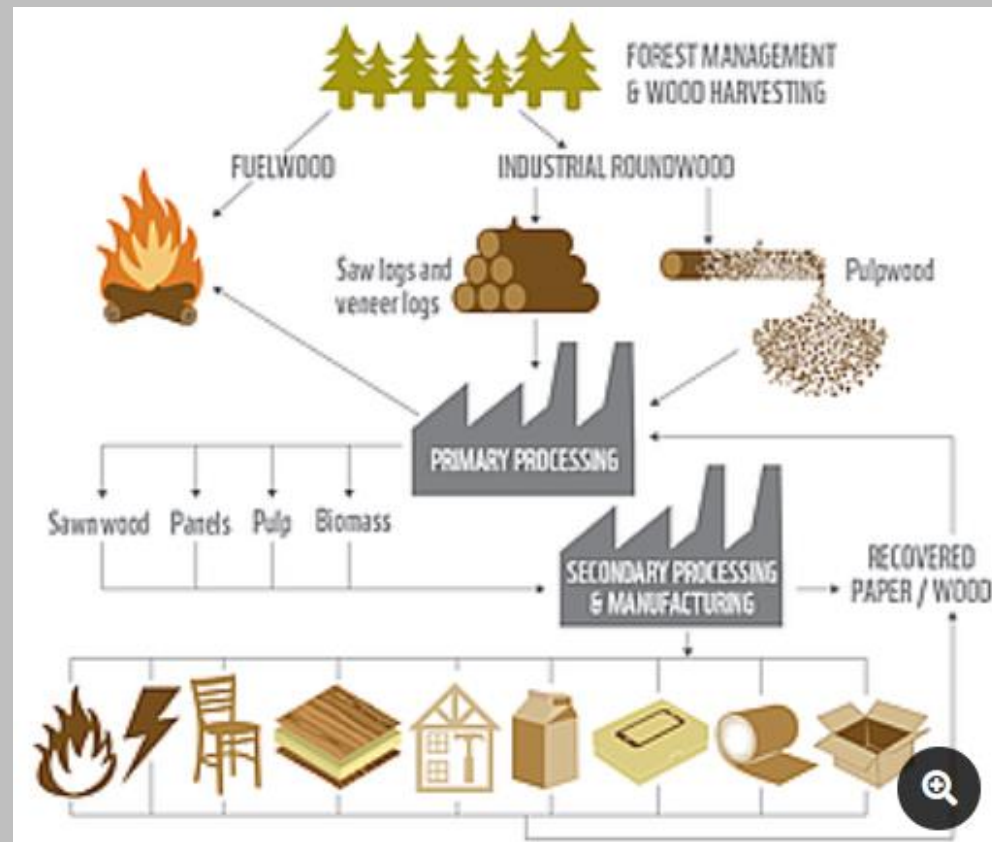 FOREST MANAGEMENT
& WOOD HARVESTING
FUELWOOD
INDUSTRIAL ROUNDWOOD
Saw logs and
veneer logs
Pulpwood
PRIMARY PROCESSING
Sawnwood
Panels
Pulp
Biomass
SECONDARY PROCESSING
& MANUFACTURING
RECOVERED
PAPER / WOOD